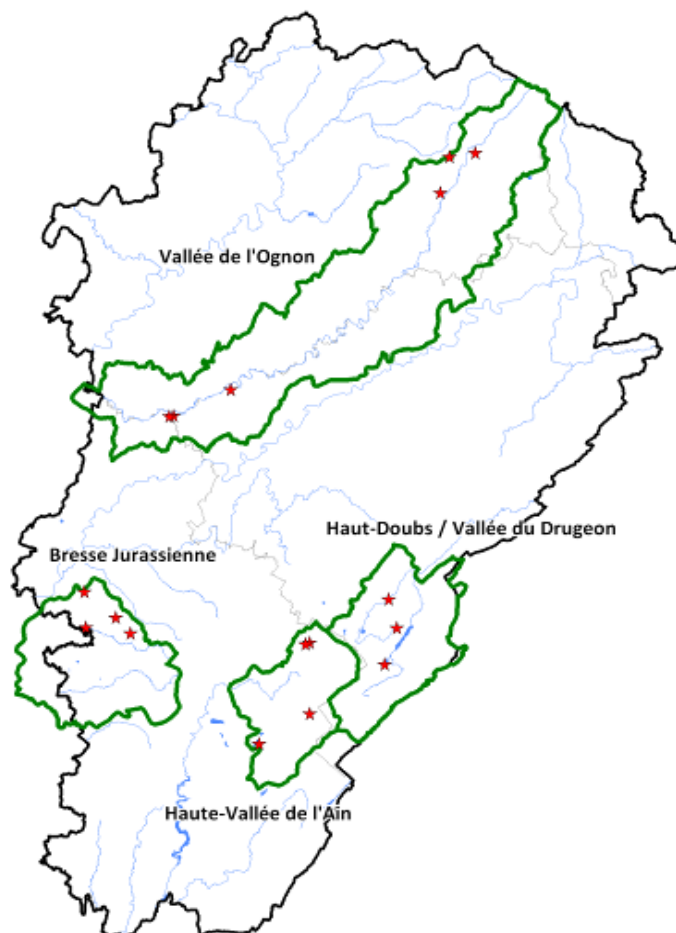 Vallée de l'Ognon
Haut-Doubs / Vallée du Drugeon
Bresse Jurassienne
Haute-Vallée de l'Ain